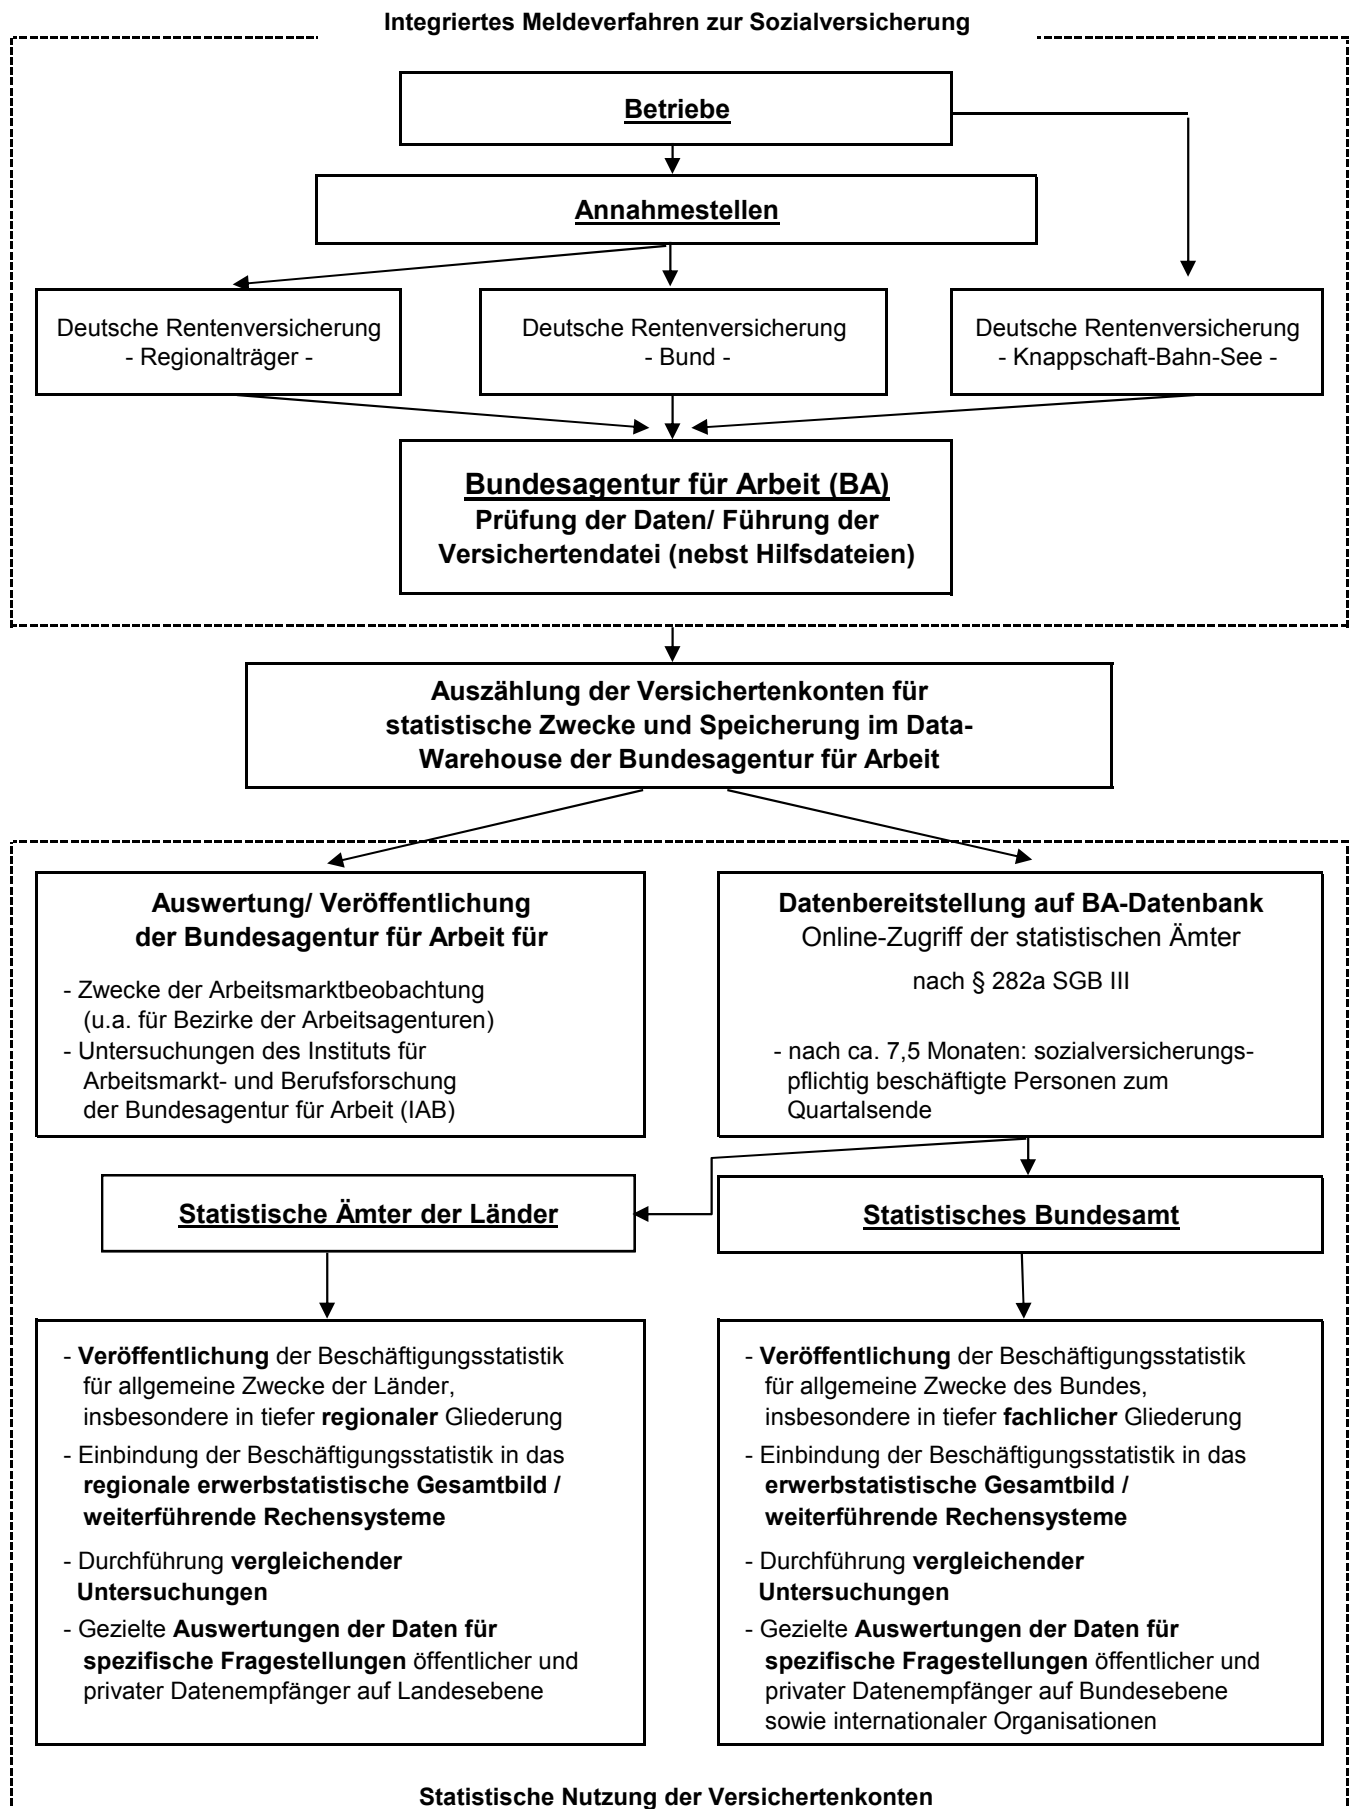 Integriertes Meldeverfahren zur Sozialversicherung
Betriebe
Annahmestellen
Deutsche Rentenversicherung
- Regionalträger -
Deutsche Rentenversicherung
- Bund -
Deutsche Rentenversicherung
- Knappschaft-Bahn-See -
Bundesagentur für Arbeit (BA)
Prüfung der Daten/ Führung der
Versichertendatei (nebst Hilfsdateien)
Auszählung der Versichertenkonten für
statistische Zwecke und Speicherung im Data-
Warehouse der Bundesagentur für Arbeit
Auswertung/ Veröffentlichung
der Bundesagentur für Arbeit für
- Zwecke der Arbeitsmarktbeobachtung
(u.a. für Bezirke der Arbeitsagenturen)
- Untersuchungen des Instituts für
Arbeitsmarkt- und Berufsforschung
der Bundesagentur für Arbeit (IAB)
Datenbereitstellung auf BA-Datenbank
Online-Zugriff der statistischen Ämter
nach § 282a SGB III
- nach ca. 7,5 Monaten: sozialversicherungs-
pflichtig beschäftigte Personen zum
Quartalsende
Statistische Ämter der Länder
Statistisches Bundesamt
- Veröffentlichung der Beschäftigungsstatistik
für allgemeine Zwecke der Länder,
insbesondere in tiefer regionaler Gliederung
- Einbindung der Beschäftigungsstatistik in das
regionale erwerbstatistische Gesamtbild /
weiterführende Rechensysteme
- Durchführung vergleichender
Untersuchungen
- Gezielte Auswertungen der Daten für
spezifische Fragestellungen öffentlicher und
privater Datenempfänger auf Landesebene
- Veröffentlichung der Beschäftigungsstatistik
für allgemeine Zwecke des Bundes,
insbesondere in tiefer fachlicher Gliederung
- Einbindung der Beschäftigungsstatistik in das
erwerbstatistische Gesamtbild /
weiterführende Rechensysteme
- Durchführung vergleichender
Untersuchungen
- Gezielte Auswertungen der Daten für
spezifische Fragestellungen öffentlicher und
privater Datenempfänger auf Bundesebene
sowie internationaler Organisationen
Statistische Nutzung der Versichertenkonten